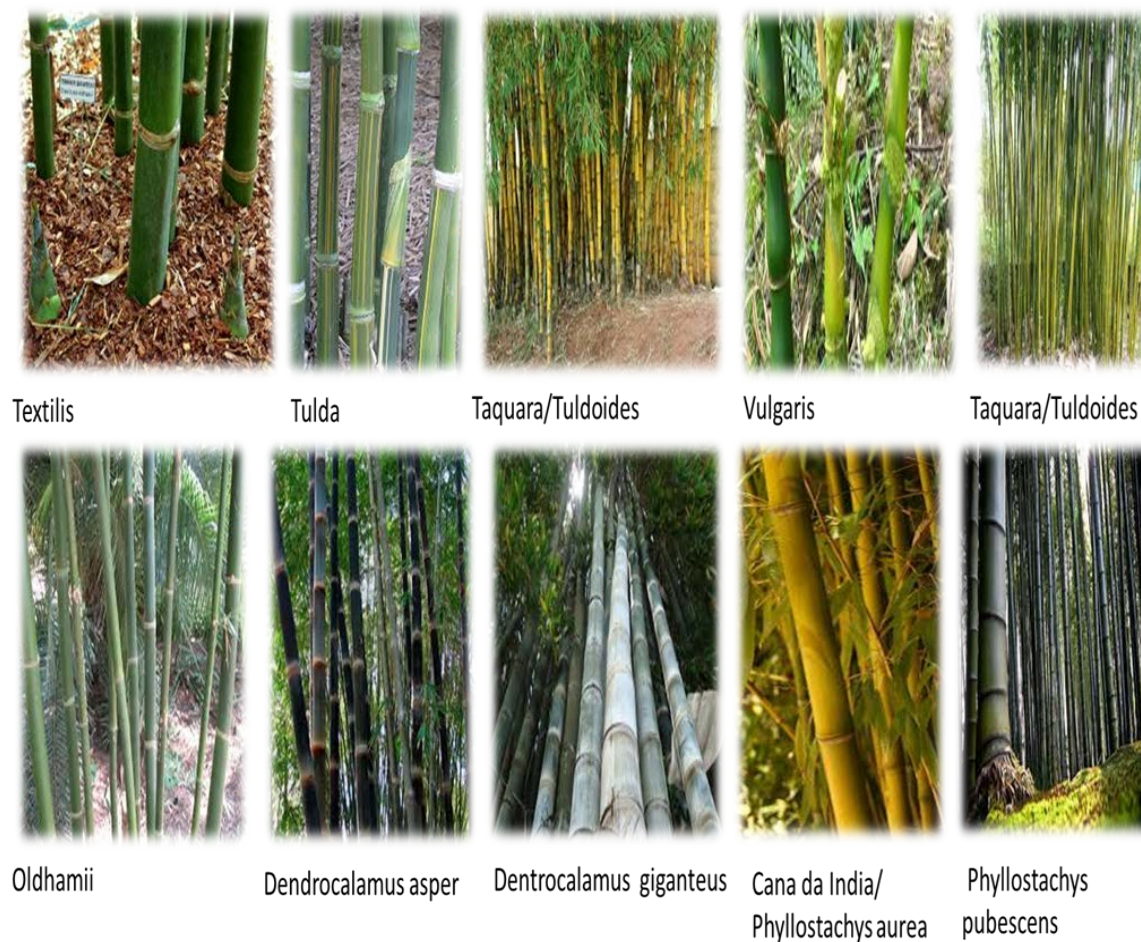 Textilis
Tulda
Taquara/Tuldoides
Vulgaris
Taquara/Tuldoides
Oldhamii
Dendrocalamus asper
Dentrocalamus giganteus
Cana da India/
Phyllostachys aurea
Phyllostachys
pubescens